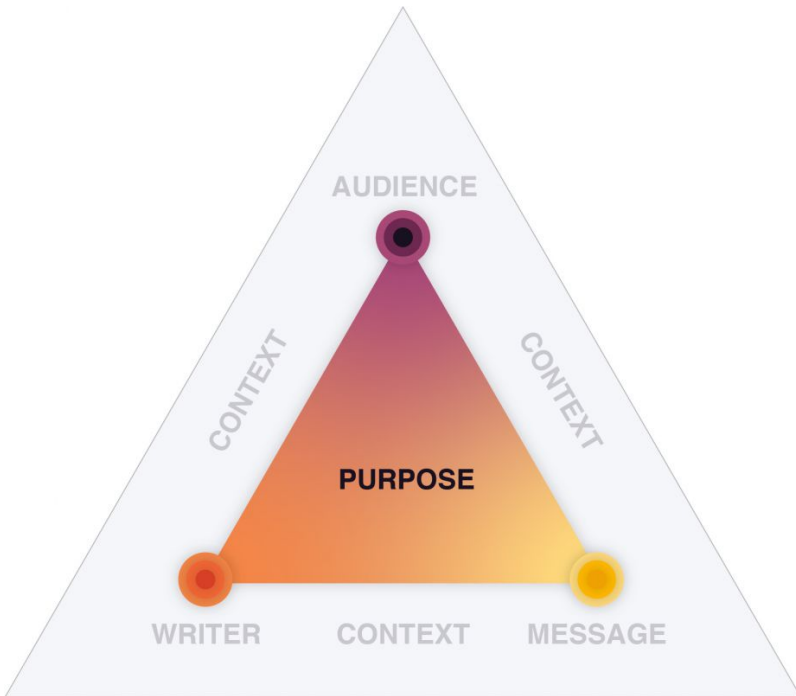 AUDIENCE
CONTEXT
CONTEXT
PURPOSE
WRITER
CONTEXT
MESSAGE